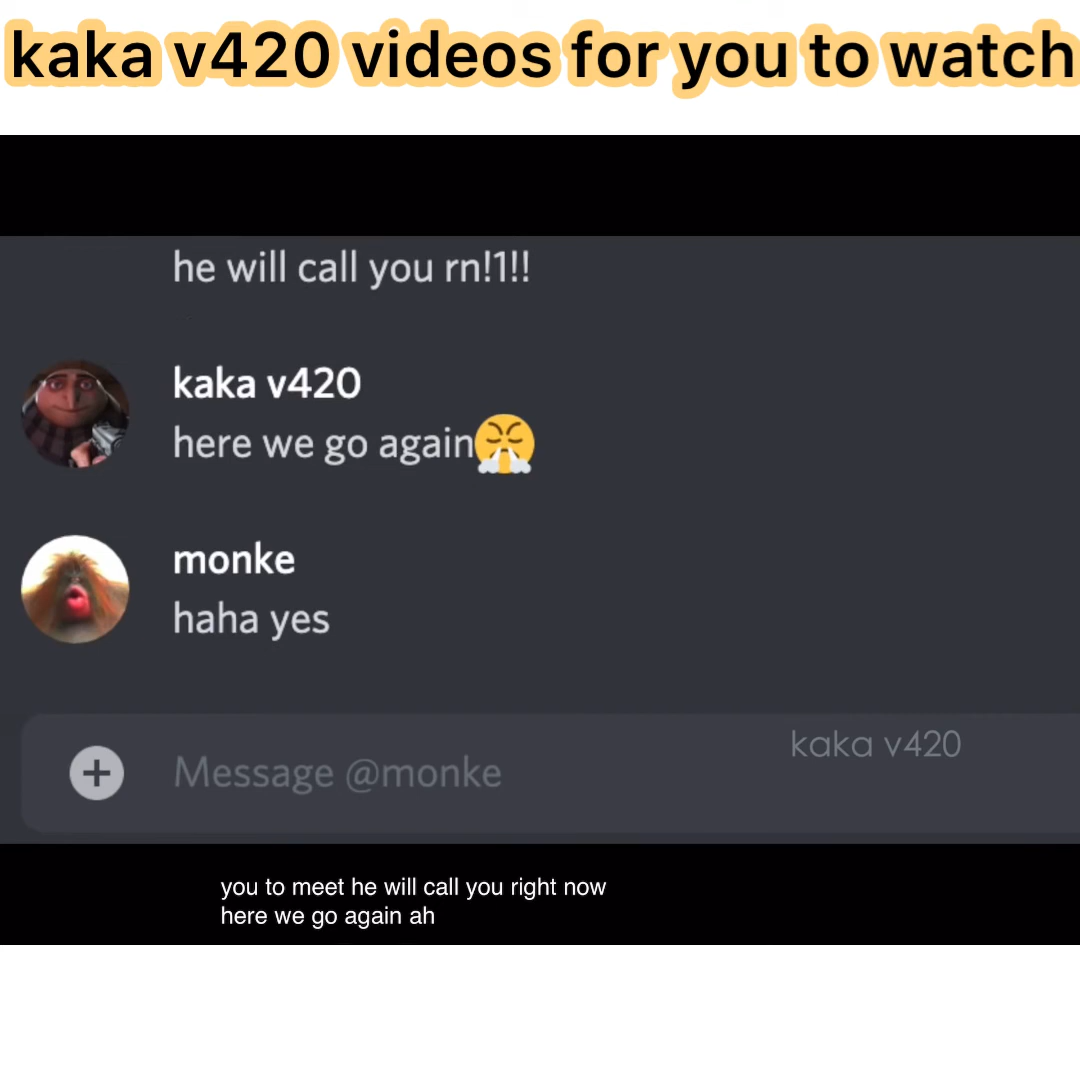 kaka v420 videos for you to watch
he will call you rn!1!!
kaka v420
here we go again😤
monke
haha yes
Message @monke
kaka v420
you to meet he will call you right now
here we go again ah